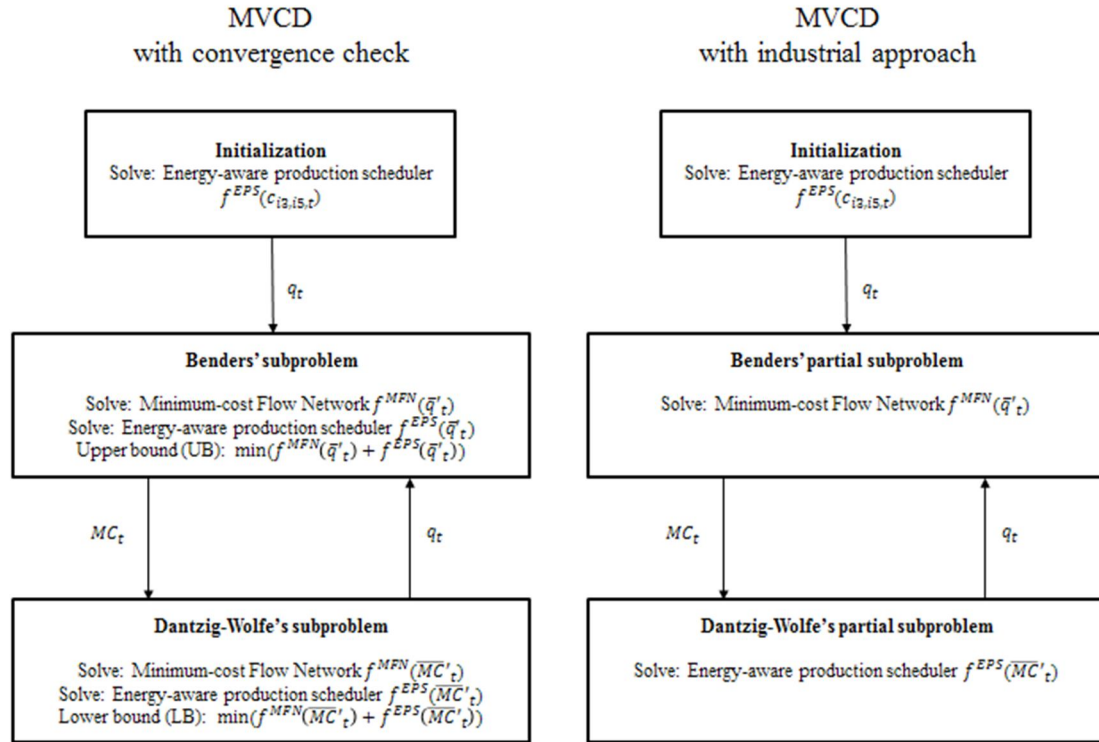 MVCD
with convergence check
Initialization
Solve: Energy-aware production scheduler
f^{EPS}(c_{i3,i5,t})
q_t
Benders' subproblem
Solve: Minimum-cost Flow Network f^{MFN}(q̅'_t)
Solve: Energy-aware production scheduler f^{EPS}(q̅'_t)
Upper bound (UB): min(f^{MFN}(q̅'_t) + f^{EPS}(q̅'_t))
MC_t
q_t
Dantzig-Wolfe's subproblem
Solve: Minimum-cost Flow Network f^{MFN}(\overline{MC}'_t)
Solve: Energy-aware production scheduler f^{EPS}(\overline{MC}'_t)
Lower bound (LB): min(f^{MFN}(\overline{MC}'_t) + f^{EPS}(\overline{MC}'_t))
MVCD
with industrial approach
Initialization
Solve: Energy-aware production scheduler
f^{EPS}(c_{i3,i5,t})
q_t
Benders' partial subproblem
Solve: Minimum-cost Flow Network f^{MFN}(q̅'_t)
MC_t
q_t
Dantzig-Wolfe's partial subproblem
Solve: Energy-aware production scheduler f^{EPS}(\overline{MC}'_t)